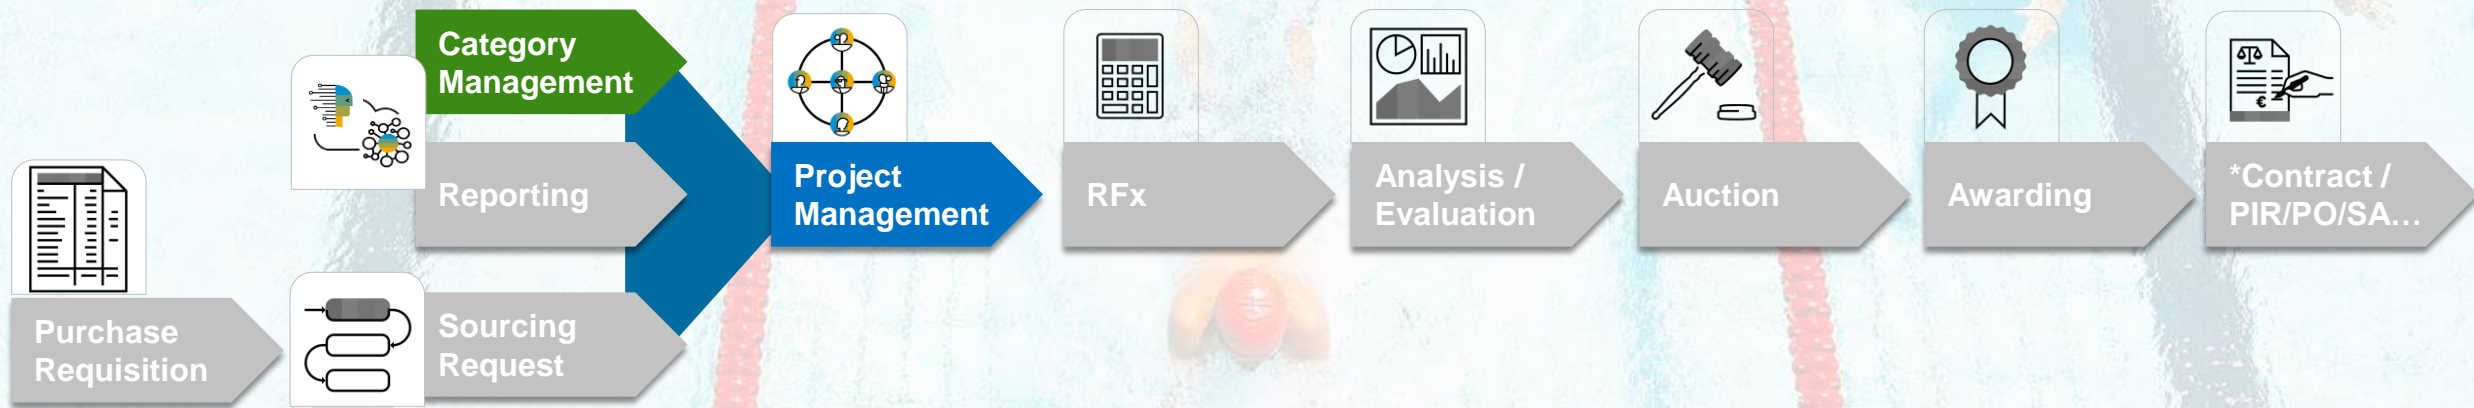 Category
Management
Reporting
Purchase
Requisition
Sourcing
Request
Project
Management
RFx
Analysis /
Evaluation
Auction
Awarding
€
*Contract /
PIR/PO/SA...